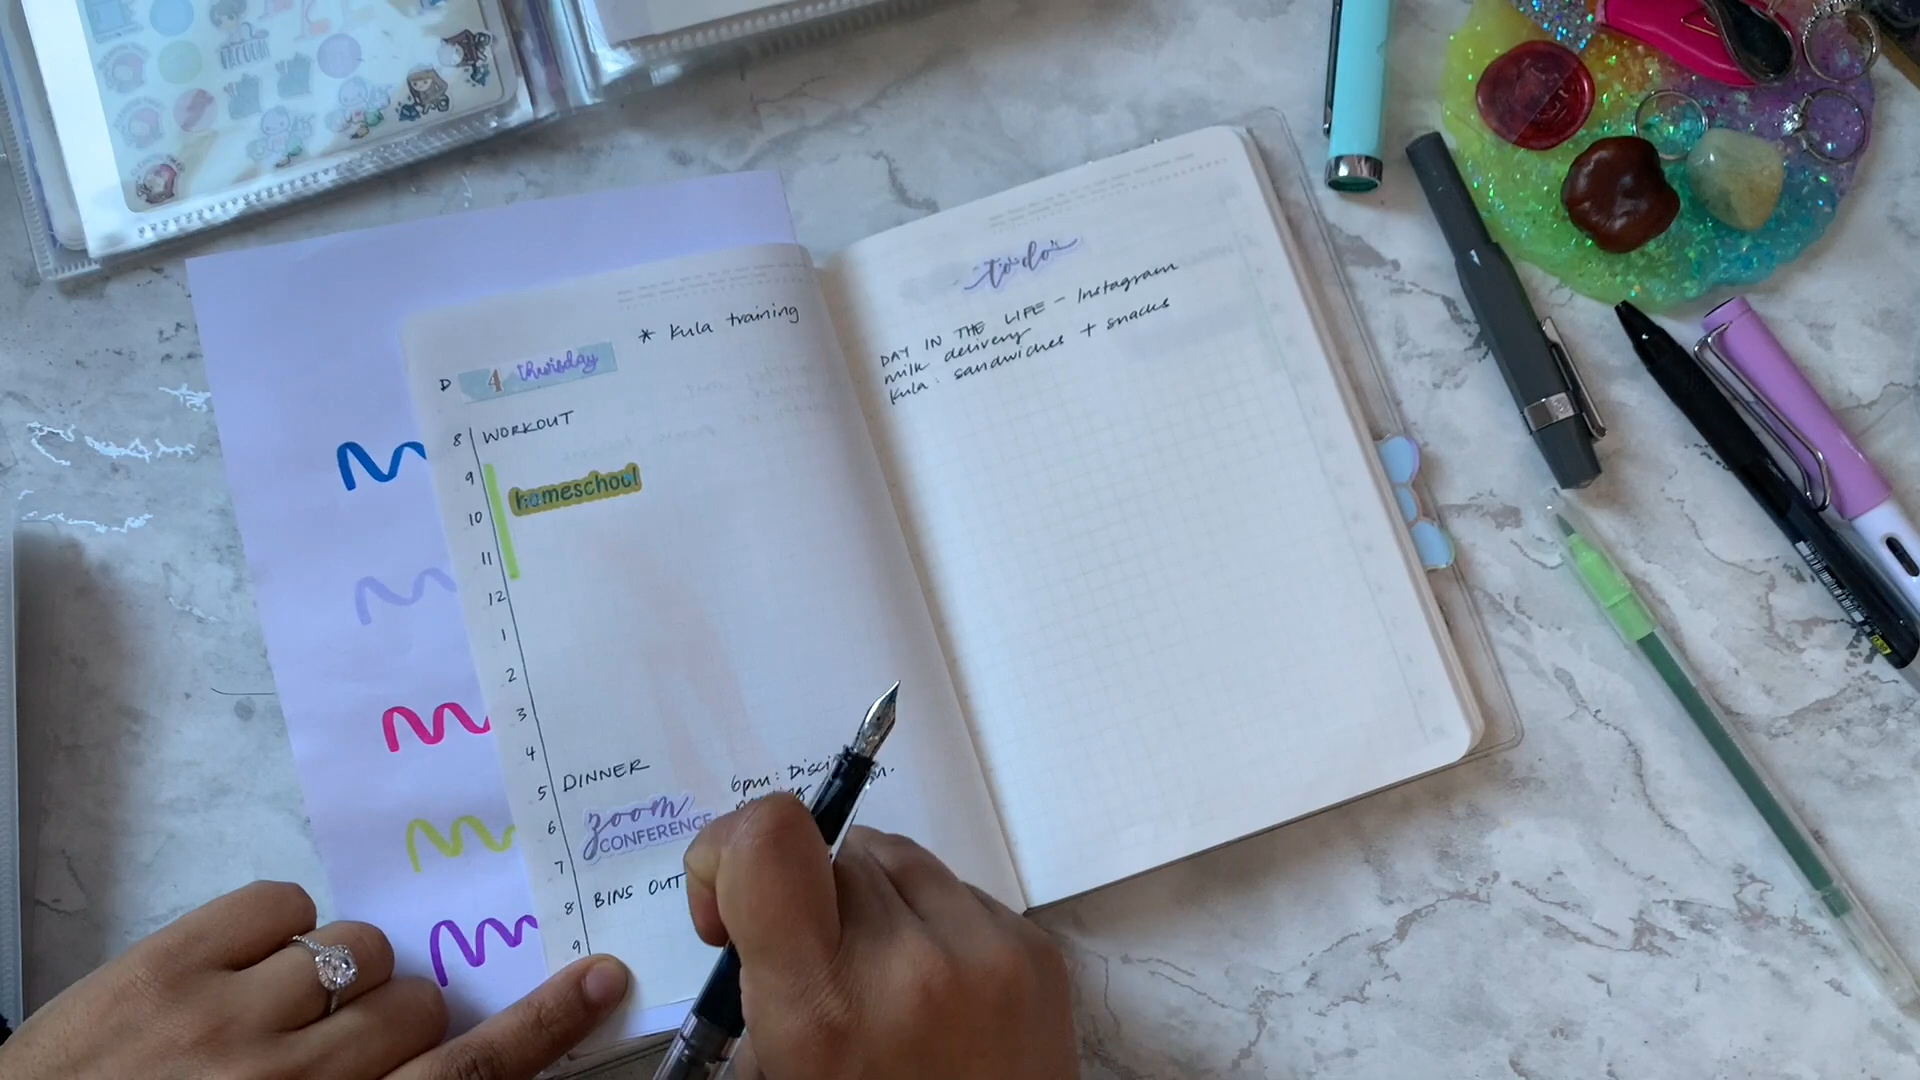 * Kula training
D 4 thursday
8 WORKOUT
9
homeschool
10
11
12
1
2
3
4
DINNER
5
6pm:
zoom
6
CONFERENCE
7
BINS OUT
8
9
to do
DAY IN THE LIFE - Instagram
milk delivery
Kula: sandwiches + snacks